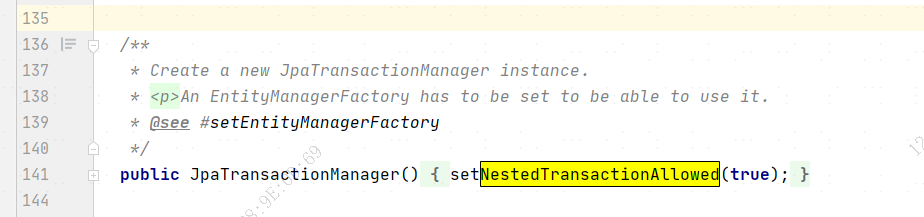 135
136 /**
137 * Create a new JpaTransactionManager instance.
138 * <p>An EntityManagerFactory has to be set to be able to use it.
139 * @see #setEntityManagerFactory
140 */
141 public JpaTransactionManager() { setNestedTransactionAllowed(true); }
144